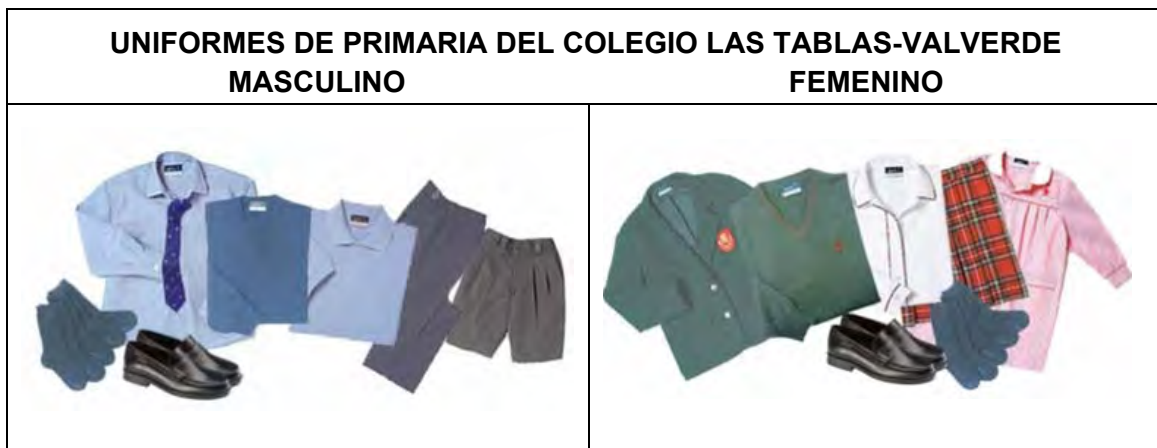 UNIFORMES DE PRIMARIA DEL COLEGIO LAS TABLAS-VALVERDE
MASCULINO FEMENINO